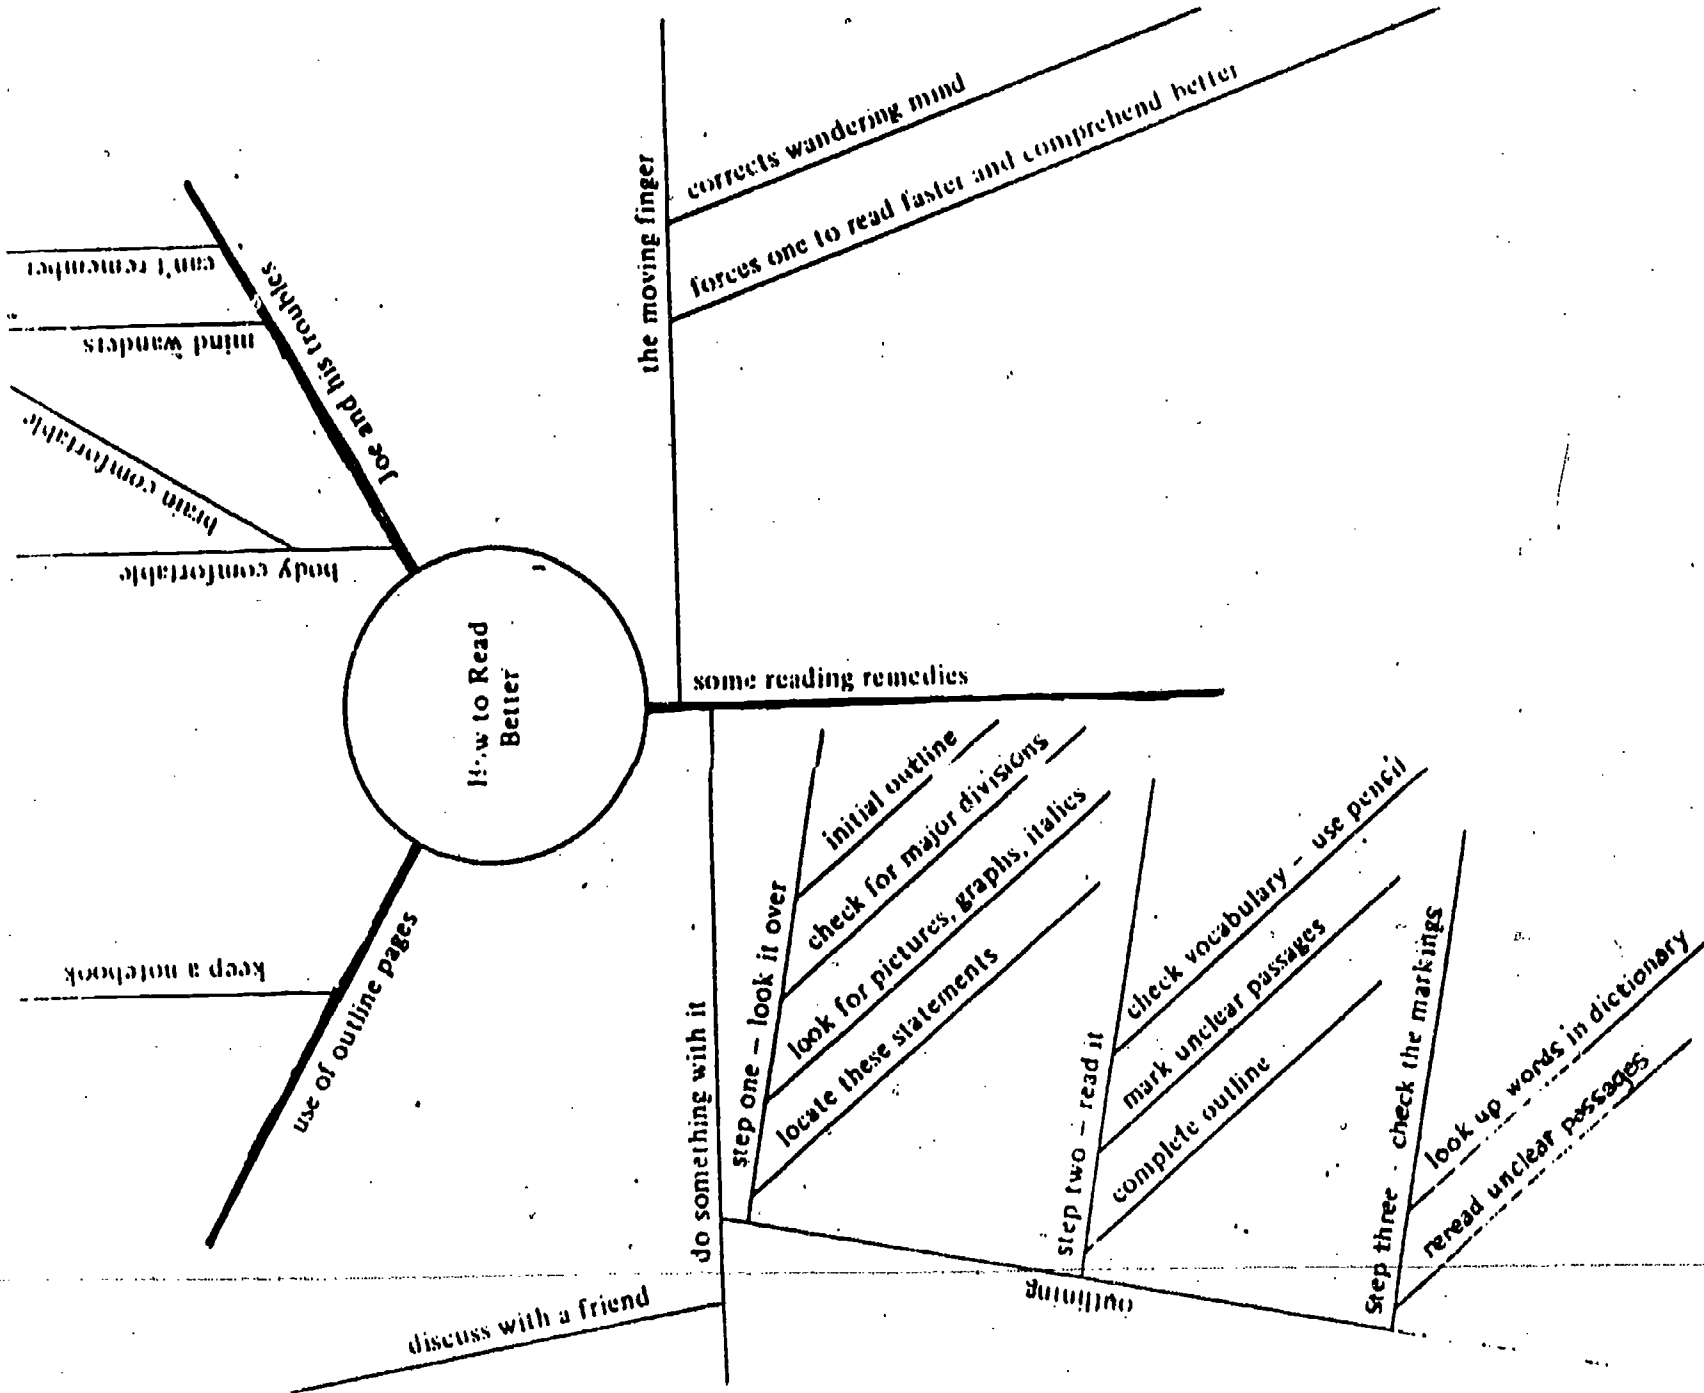 How to Read
Better
Joe and his troubles
can't remember
mind wanders
brain comfortable
body comfortable
some reading remedies
the moving finger
corrects wandering mind
forces one to read faster and comprehend better
do something with it
discuss with a friend
outlining
step one – look it over
initial outline
check for major divisions
look for pictures, graphs, italics
locate these statements
step two – read it
check vocabulary – use pencil
mark unclear passages
complete outline
step three - check the markings
look up words in dictionary
reread unclear passages
use of outline pages
keep a notebook